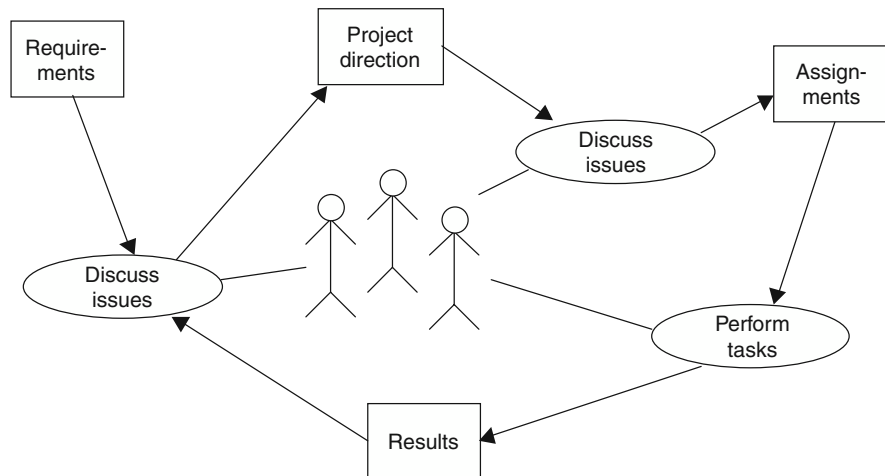 Require-
ments
Project
direction
Assign-
ments
Discuss
issues
Discuss
issues
Perform
tasks
Results